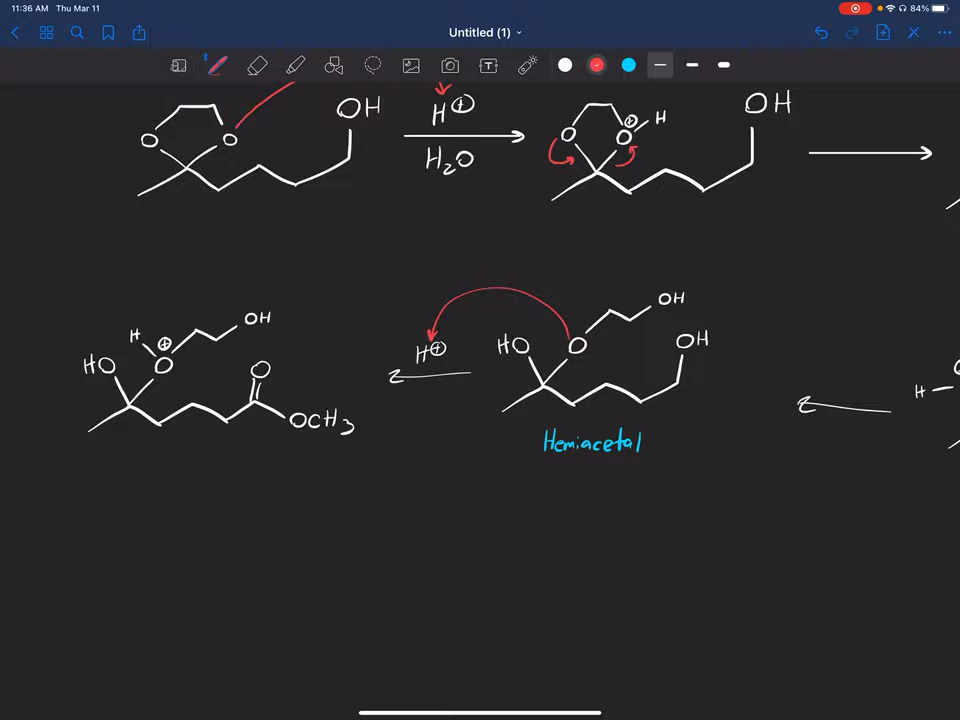 11:36 AM Thu Mar 11
84%
Untitled (1)
OH
H⊕
H₂O
O
O
O
⊕
O
H
OH
H
⊕
O
OH
HO
O
OCH₃
H⊕
HO
O
OH
OH
Hemiacetal
H